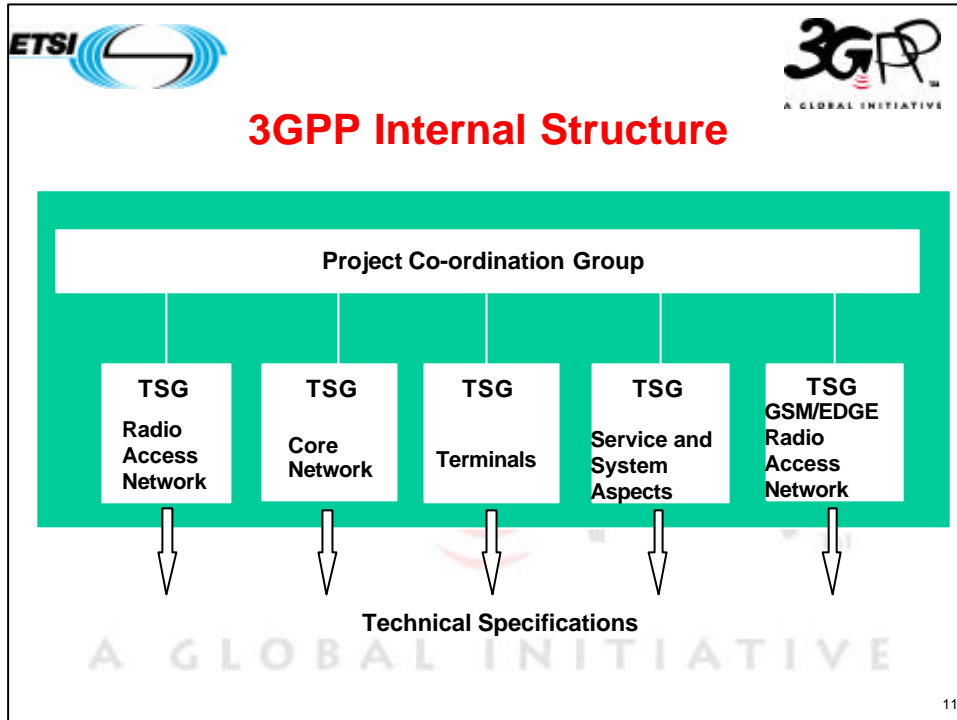 ETSI
3GPP™
A GLOBAL INITIATIVE
3GPP Internal Structure
Project Co-ordination Group
TSG
Radio
Access
Network
TSG
Core
Network
TSG
Terminals
TSG
Service and
System
Aspects
TSG
GSM/EDGE
Radio
Access
Network
Technical Specifications
A GLOBAL INITIATIVE
11